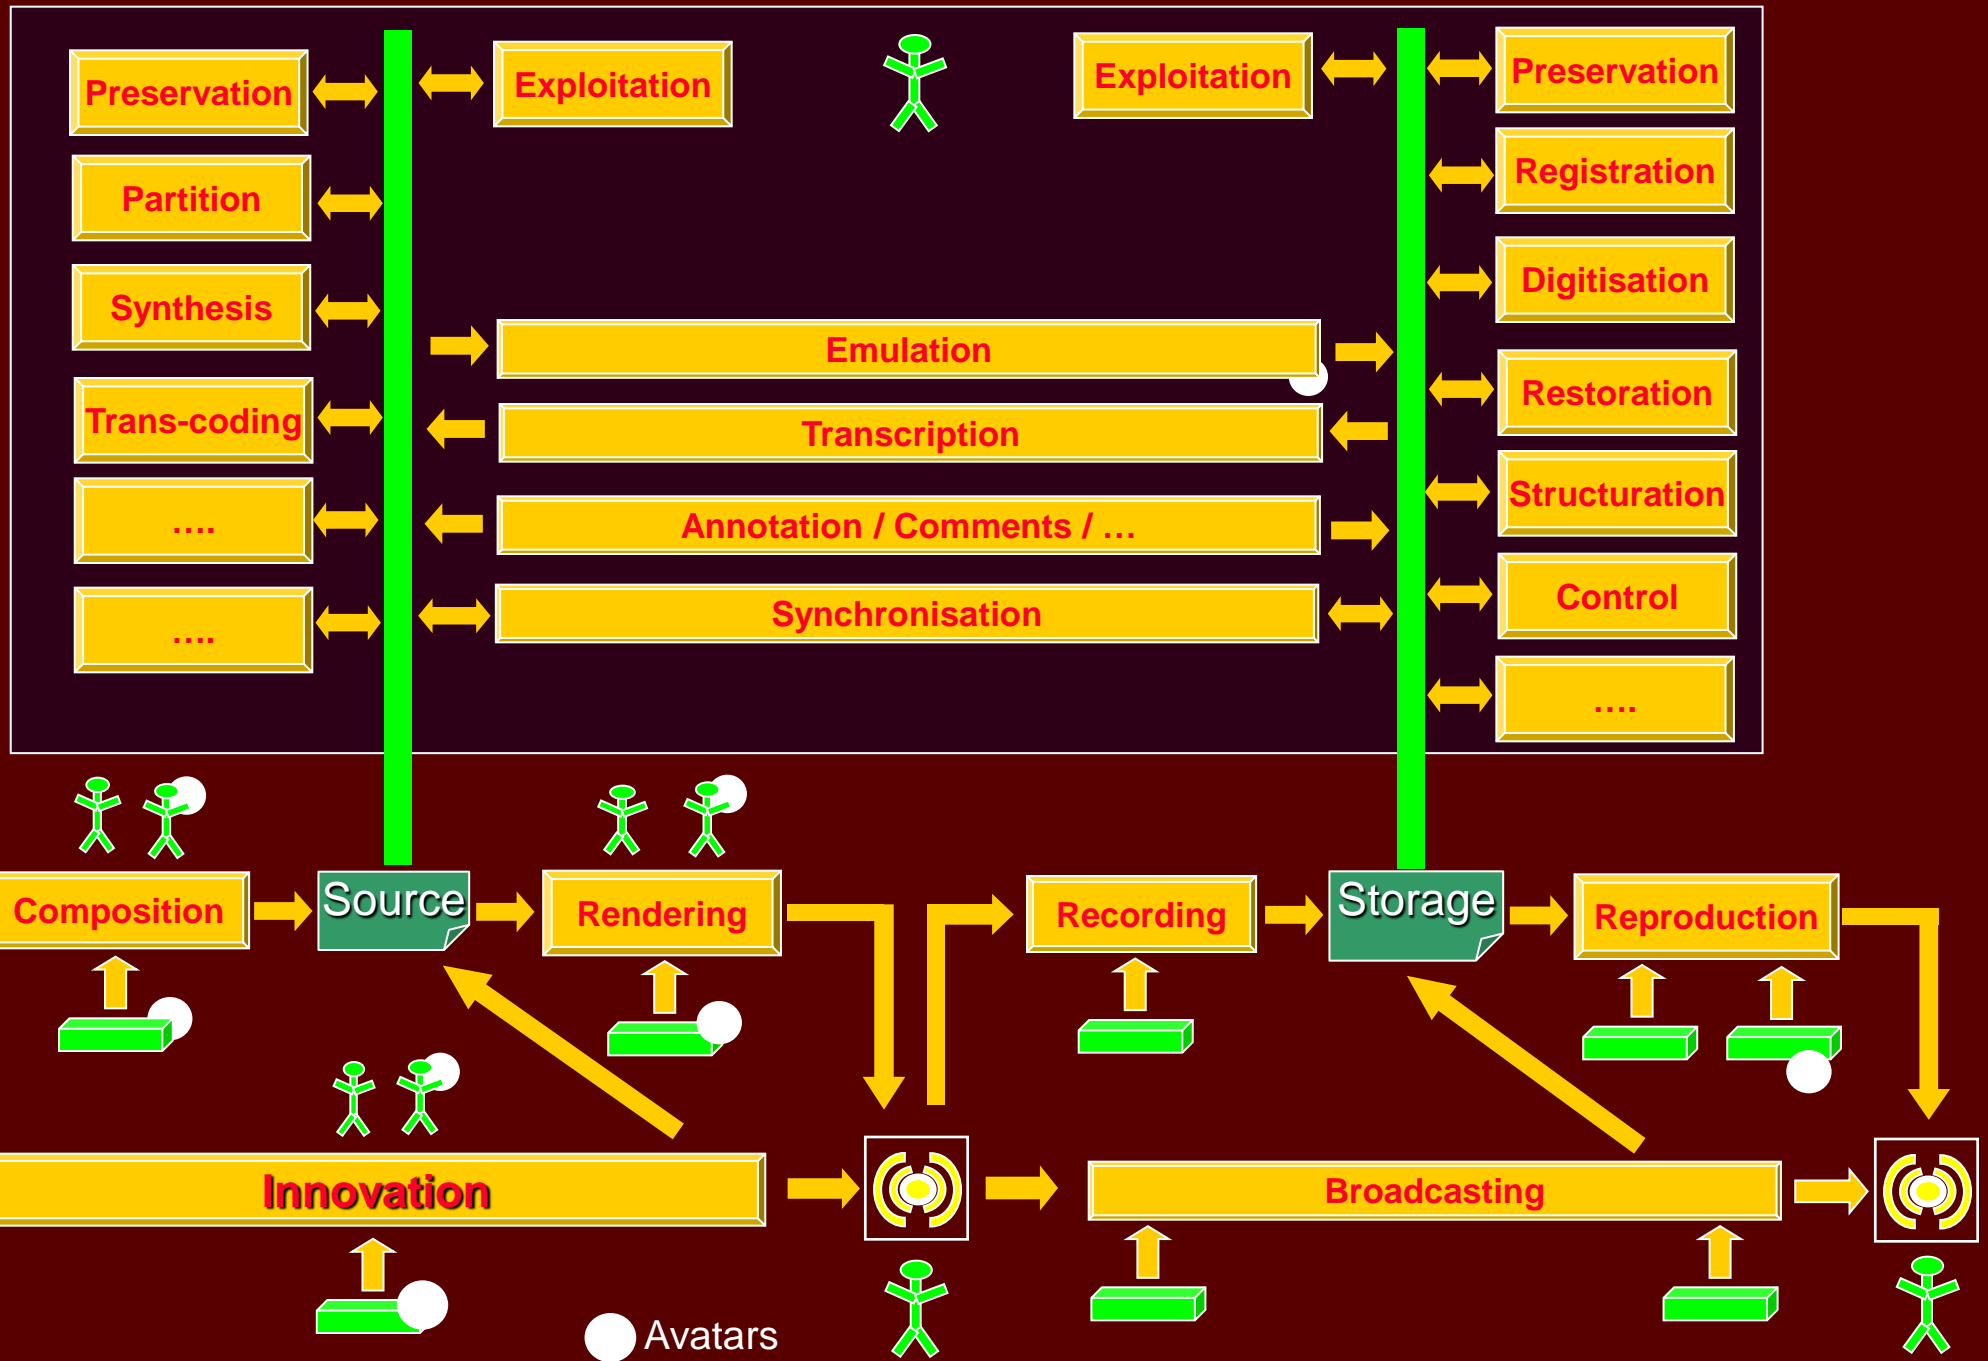 Preservation
Exploitation
Exploitation
Preservation
Partition
Registration
Synthesis
Digitisation
Emulation
Trans-coding
Restoration
Transcription
….
Annotation / Comments / …
Structuration
….
Synchronisation
Control
….
Composition
Source
Rendering
Recording
Storage
Reproduction
Innovation
Broadcasting
Avatars